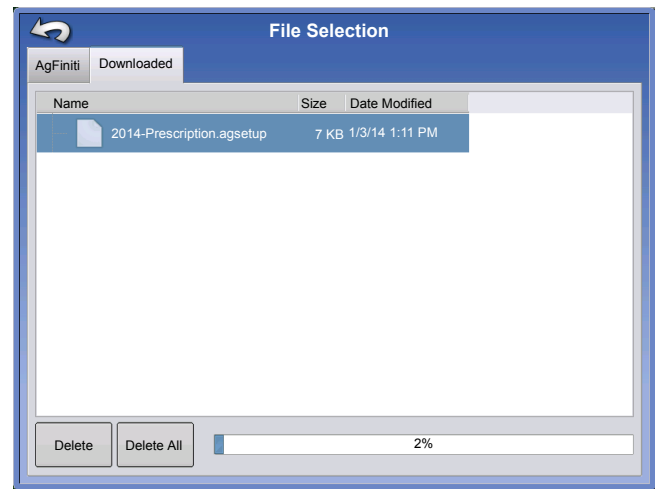 File Selection
AgFiniti Downloaded
Name Size Date Modified
2014-Prescription.agsetup 7 KB 1/3/14 1:11 PM
Delete Delete All 2%